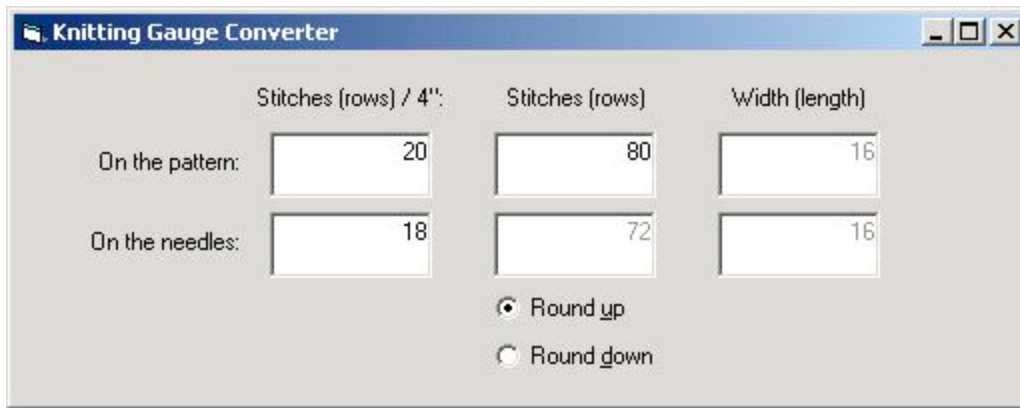 Knitting Gauge Converter
Stitches (rows) / 4": Stitches (rows) Width (length)
On the pattern: 20 80 16
On the needles: 18 72 16
Round up
Round down